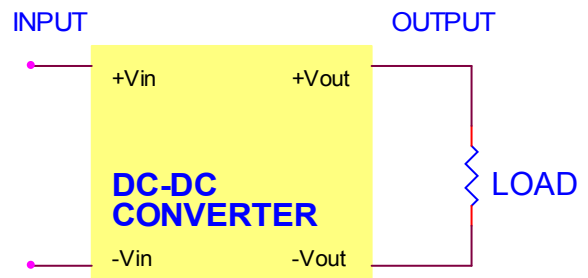 INPUT OUTPUT
+Vin +Vout
DC-DC
CONVERTER
LOAD
-Vin -Vout